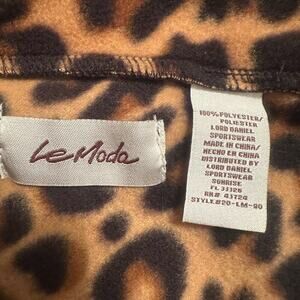 Le Moda
100% POLYESTER/
POLIESTER
LORD DANIEL
SPORTSWEAR
MADE IN CHINA/
HECHO EN CHINA
DISTRIBUTED BY
LORD DANIEL
SPORTSWEAR
SUNRISE
FL 33325
RN# 43724
STYLE#20-LM-90